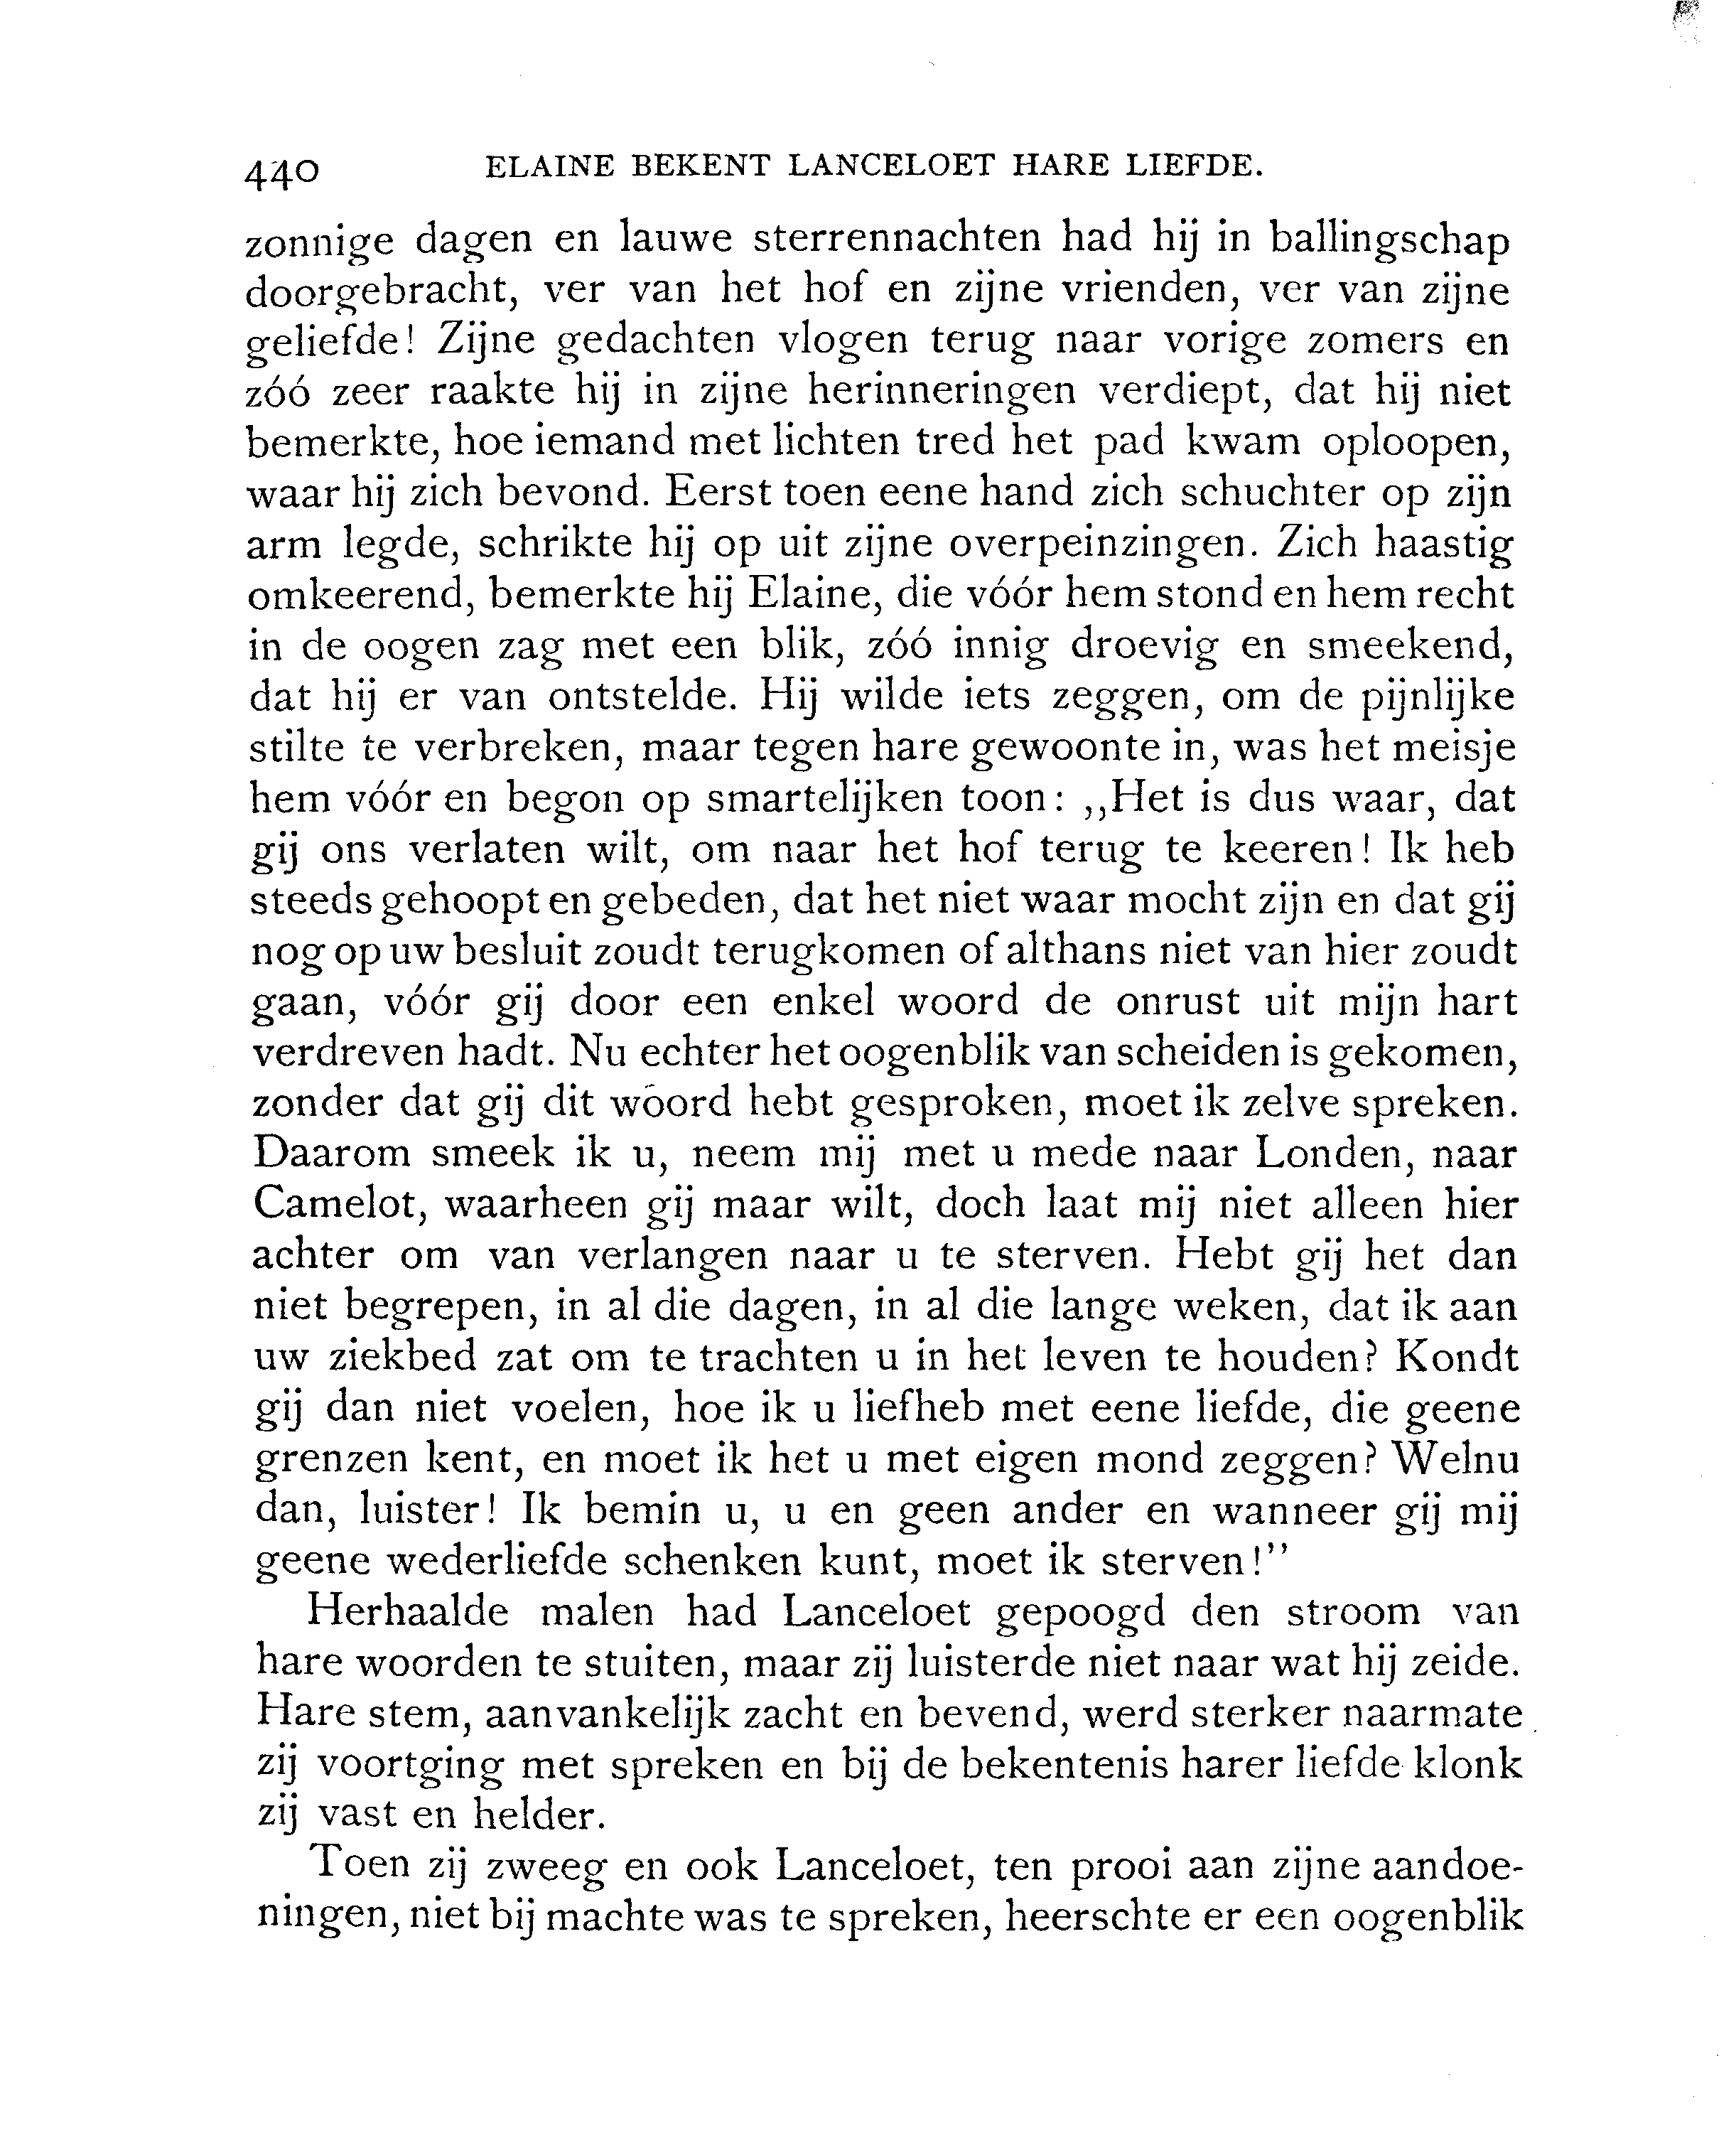 440 ELAINE BEKENT LANCELOET HARE LIEFDE.
zonnige dagen en lauwe sterrennachten had hij in ballingschap
doorgebracht, ver van het hof en zijne vrienden, ver van zijne
geliefde! Zijne gedachten vlogen terug naar vorige zomers en
zóó zeer raakte hij in zijne herinneringen verdiept, dat hij niet
bemerkte, hoe iemand met lichten tred het pad kwam oploopen,
waar hij zich bevond. Eerst toen eene hand zich schuchter op zijn
arm legde, schrikte hij op uit zijne overpeinzingen. Zich haastig
omkeerend, bemerkte hij Elaine, die vóór hem stond en hem recht
in de oogen zag met een blik, zóó innig droevig en smeekend,
dat hij er van ontstelde. Hij wilde iets zeggen, om de pijnlijke
stilte te verbreken, maar tegen hare gewoonte in, was het meisje
hem vóór en begon op smartelijken toon: ,,Het is dus waar, dat
gij ons verlaten wilt, om naar het hof terug te keeren! Ik heb
steeds gehoopt en gebeden, dat het niet waar mocht zijn en dat gij
nog op uw besluit zoudt terugkomen of althans niet van hier zoudt
gaan, vóór gij door een enkel woord de onrust uit mijn hart
verdreven hadt. Nu echter het oogenblik van scheiden is gekomen,
zonder dat gij dit woord hebt gesproken, moet ik zelve spreken.
Daarom smeek ik u, neem mij met u mede naar Londen, naar
Camelot, waarheen gij maar wilt, doch laat mij niet alleen hier
achter om van verlangen naar u te sterven. Hebt gij het dan
niet begrepen, in al die dagen, in al die lange weken, dat ik aan
uw ziekbed zat om te trachten u in het leven te houden? Kondt
gij dan niet voelen, hoe ik u liefheb met eene liefde, die geene
grenzen kent, en moet ik het u met eigen mond zeggen? Welnu
dan, luister! Ik bemin u, u en geen ander en wanneer gij mij
geene wederliefde schenken kunt, moet ik sterven!”
Herhaalde malen had Lanceloet gepoogd den stroom van
hare woorden te stuiten, maar zij luisterde niet naar wat hij zeide.
Hare stem, aanvankelijk zacht en bevend, werd sterker naarmate
zij voortging met spreken en bij de bekentenis harer liefde klonk
zij vast en helder.
Toen zij zweeg en ook Lanceloet, ten prooi aan zijne aandoe-
ningen, niet bij machte was te spreken, heerschte er een oogenblik